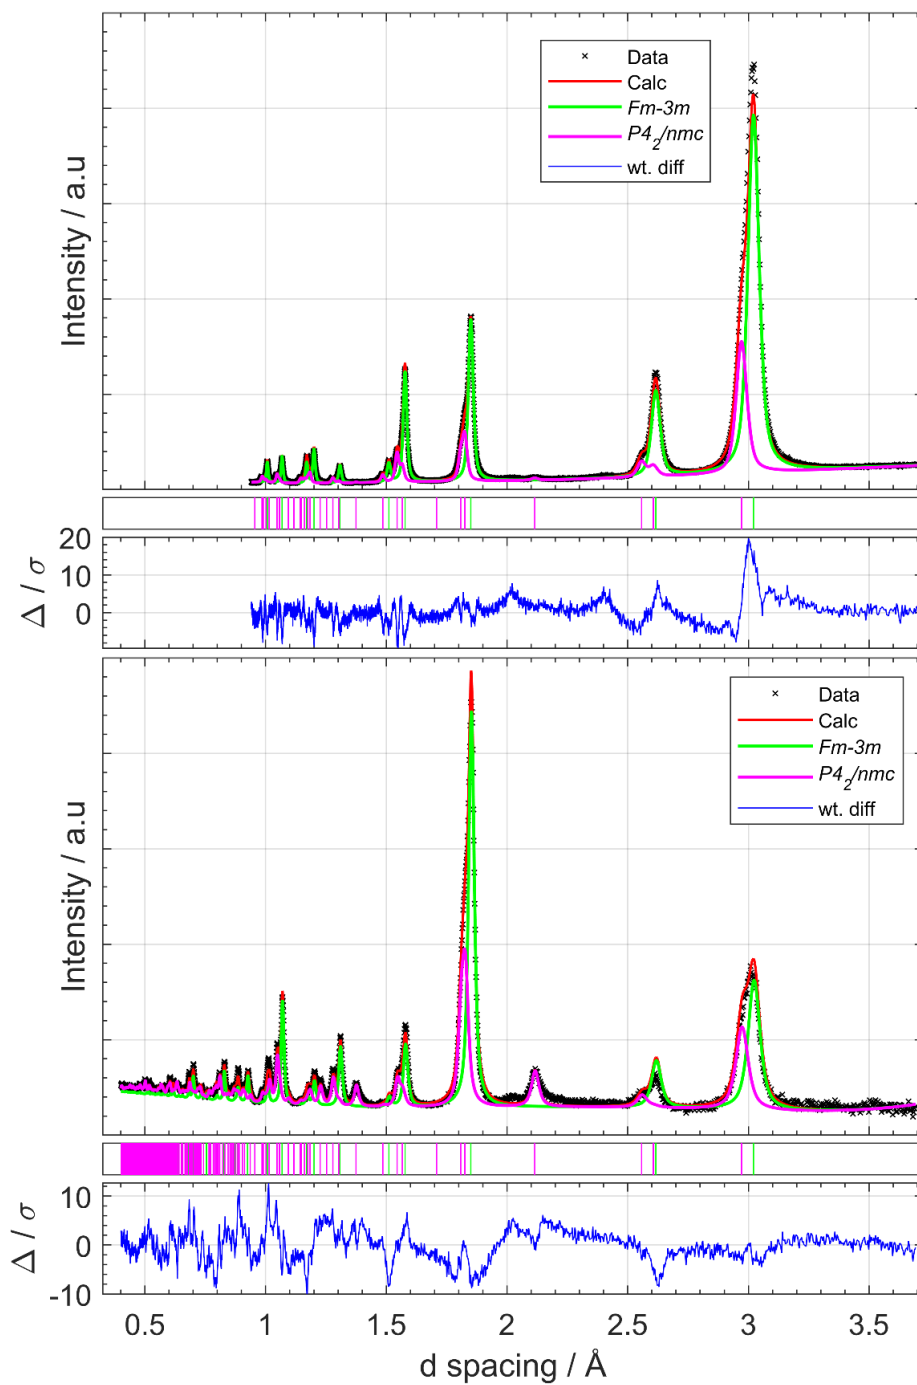 Data
Calc
Fm-3m
P4₂/nmc
wt. diff
Intensity / a.u
20
10
0
Δ / σ
Data
Calc
Fm-3m
P4₂/nmc
wt. diff
Intensity / a.u
10
0
-10
Δ / σ
0.5 1 1.5 2 2.5 3 3.5
d spacing / Å